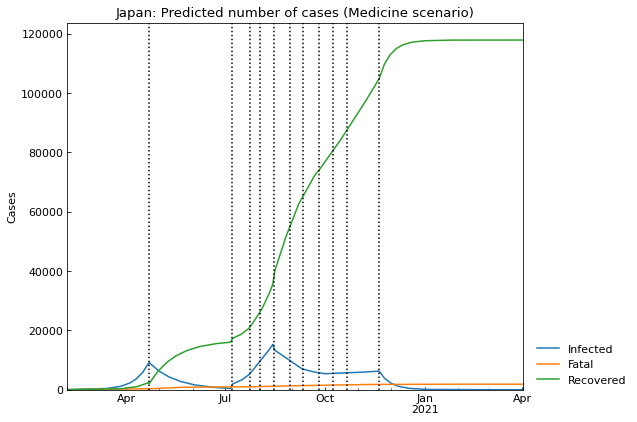 Japan: Predicted number of cases (Medicine scenario)
120000
100000
80000
60000
40000
20000
0
Cases
Apr
Jul
Oct
Jan
2021
Apr
Infected
Fatal
Recovered